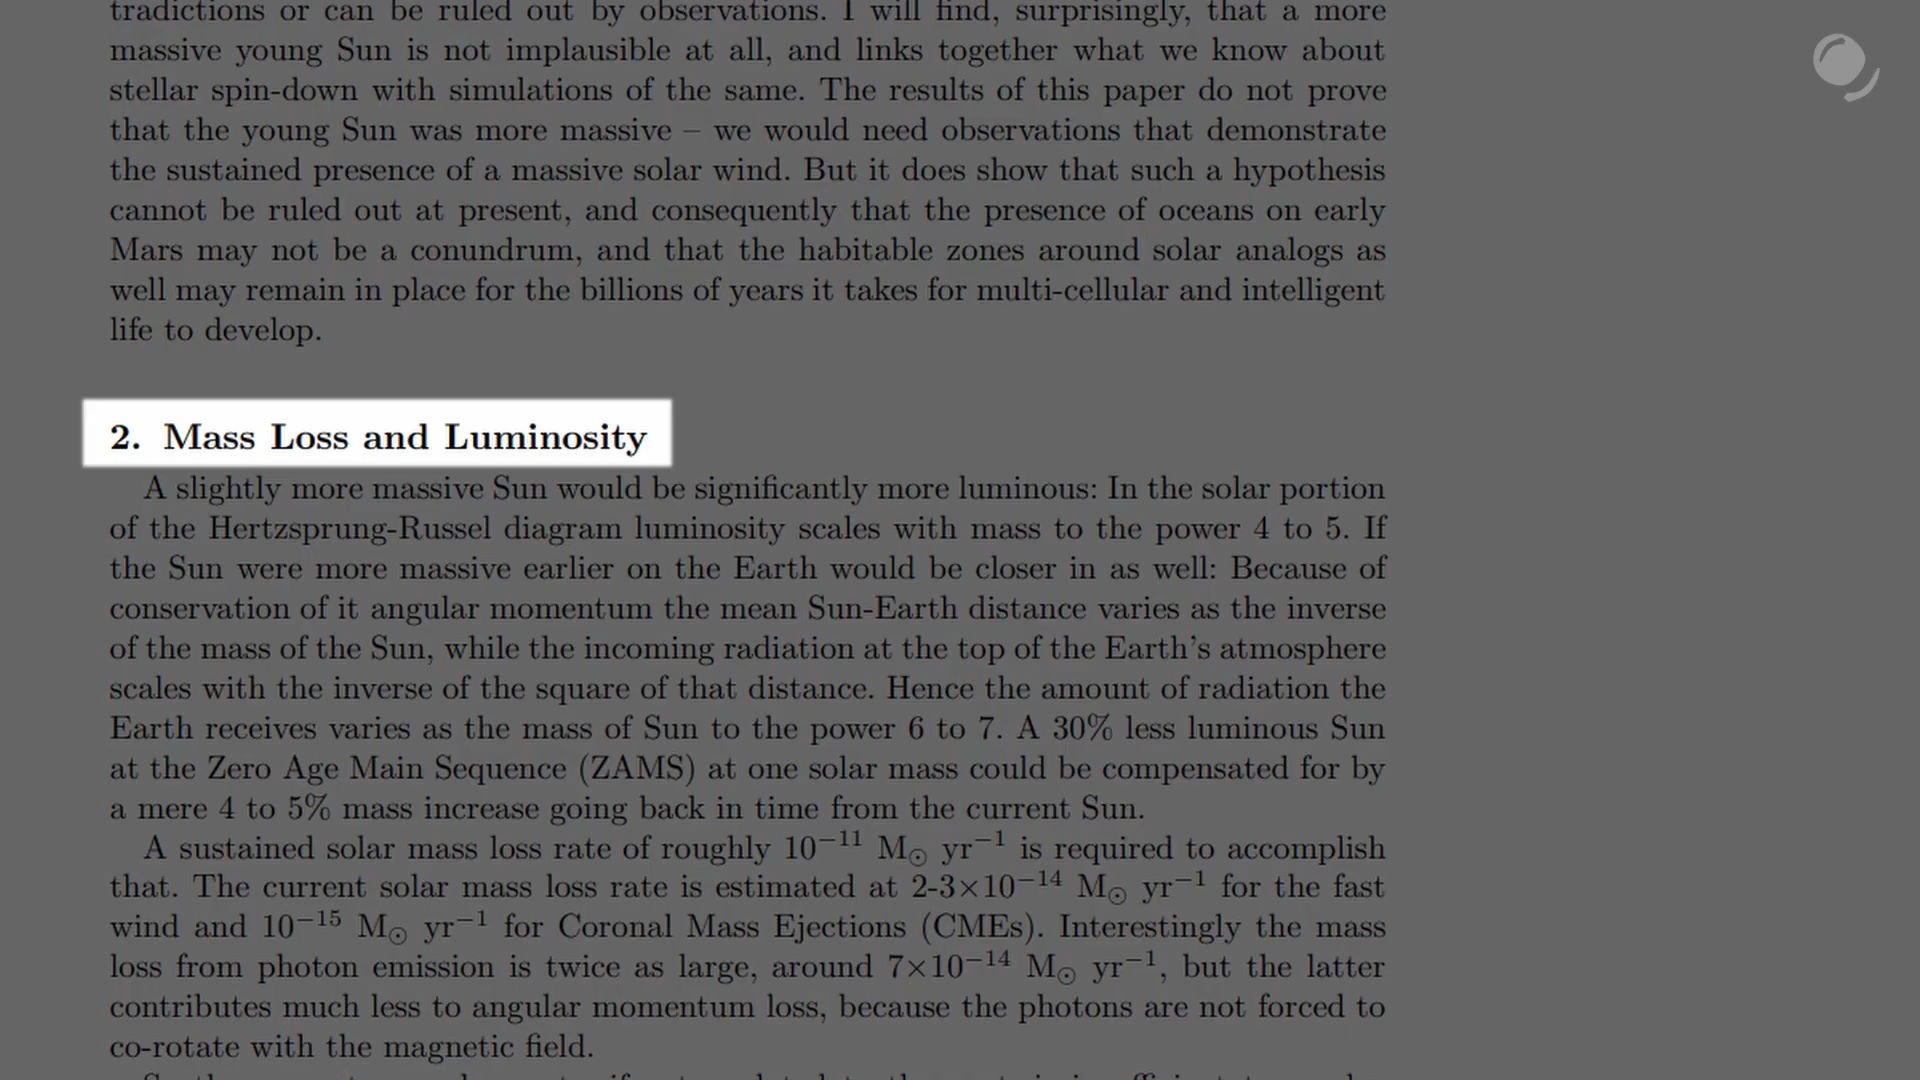 tradictions or can be ruled out by observations. I will find, surprisingly, that a more
massive young Sun is not implausible at all, and links together what we know about
stellar spin-down with simulations of the same. The results of this paper do not prove
that the young Sun was more massive – we would need observations that demonstrate
the sustained presence of a massive solar wind. But it does show that such a hypothesis
cannot be ruled out at present, and consequently that the presence of oceans on early
Mars may not be a conundrum, and that the habitable zones around solar analogs as
well may remain in place for the billions of years it takes for multi-cellular and intelligent
life to develop.
2. Mass Loss and Luminosity
A slightly more massive Sun would be significantly more luminous: In the solar portion
of the Hertzsprung-Russel diagram luminosity scales with mass to the power 4 to 5. If
the Sun were more massive earlier on the Earth would be closer in as well: Because of
conservation of it angular momentum the mean Sun-Earth distance varies as the inverse
of the mass of the Sun, while the incoming radiation at the top of the Earth's atmosphere
scales with the inverse of the square of that distance. Hence the amount of radiation the
Earth receives varies as the mass of Sun to the power 6 to 7. A 30% less luminous Sun
at the Zero Age Main Sequence (ZAMS) at one solar mass could be compensated for by
a mere 4 to 5% mass increase going back in time from the current Sun.
A sustained solar mass loss rate of roughly 10⁻¹¹ M⊙ yr⁻¹ is required to accomplish
that. The current solar mass loss rate is estimated at 2-3×10⁻¹⁴ M⊙ yr⁻¹ for the fast
wind and 10⁻¹⁵ M⊙ yr⁻¹ for Coronal Mass Ejections (CMEs). Interestingly the mass
loss from photon emission is twice as large, around 7×10⁻¹⁴ M⊙ yr⁻¹, but the latter
contributes much less to angular momentum loss, because the photons are not forced to
co-rotate with the magnetic field.